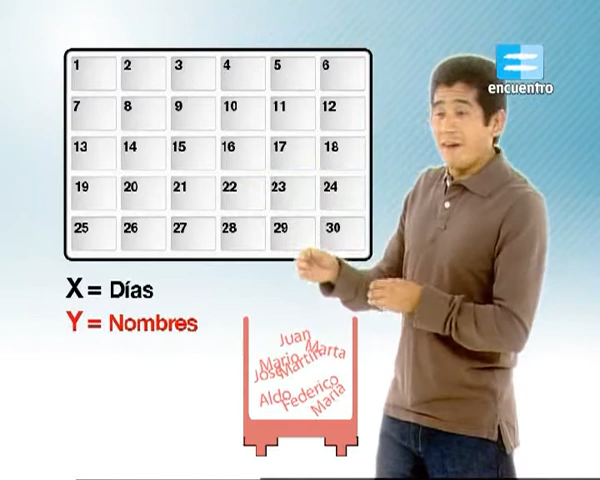 encuentro
1 2 3 4 5 6
7 8 9 10 11 12
13 14 15 16 17 18
19 20 21 22 23 24
25 26 27 28 29 30
X = Días
Y = Nombres
Juan
Mario Marta
José Martín
Aldo Federico
María